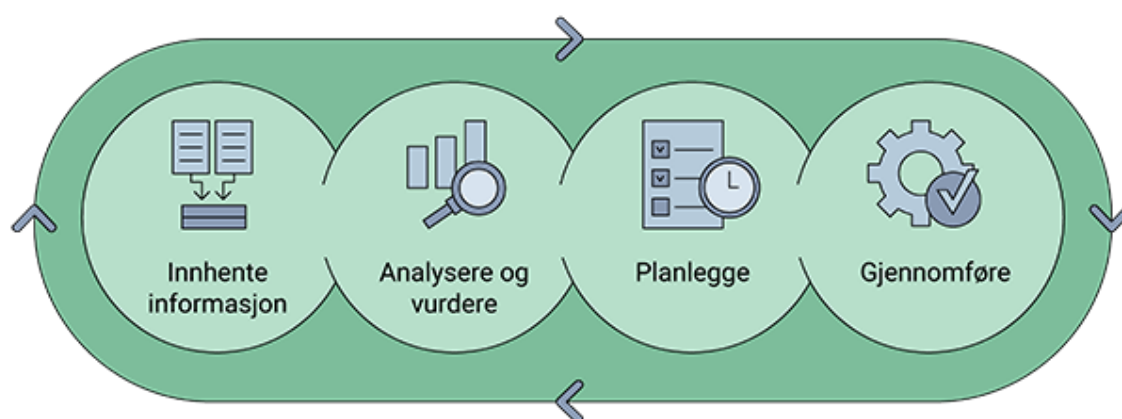 Innhente
informasjon
Analysere og
vurdere
Planlegge
Gjennomføre